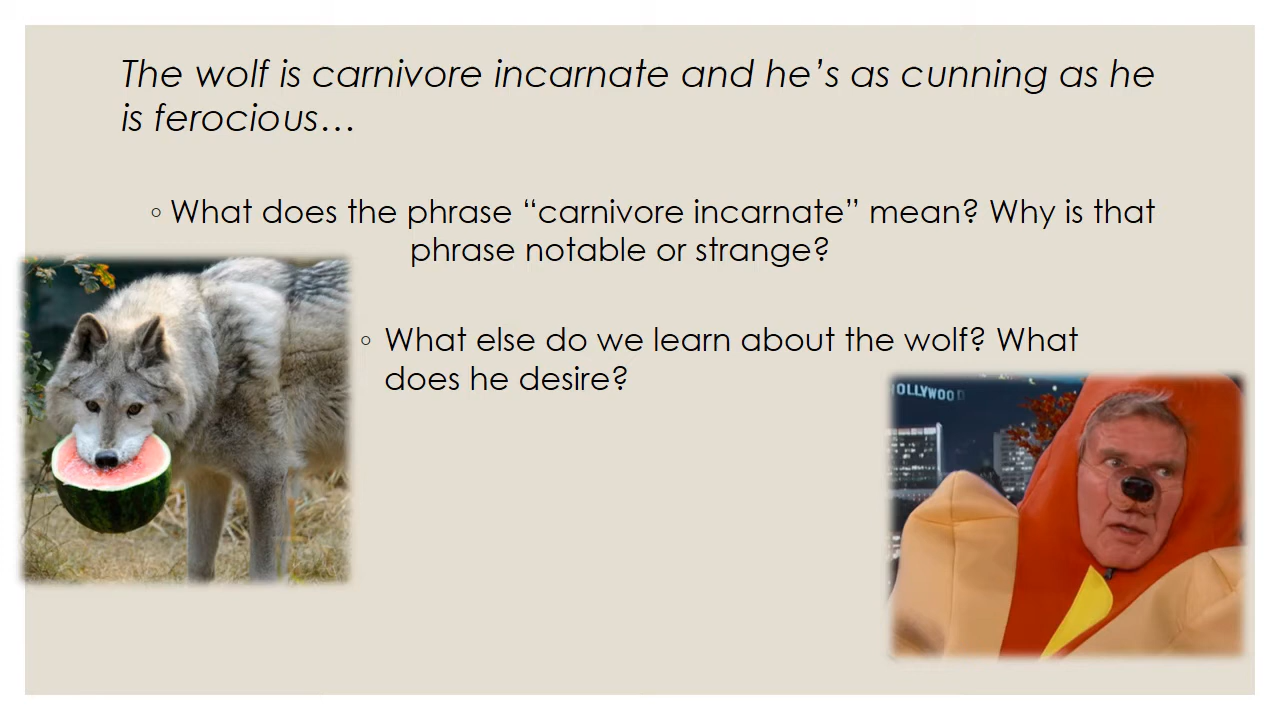 The wolf is carnivore incarnate and he’s as cunning as he
is ferocious…
◦ What does the phrase “carnivore incarnate” mean? Why is that
phrase notable or strange?
◦ What else do we learn about the wolf? What
does he desire?
OLLYWOOD